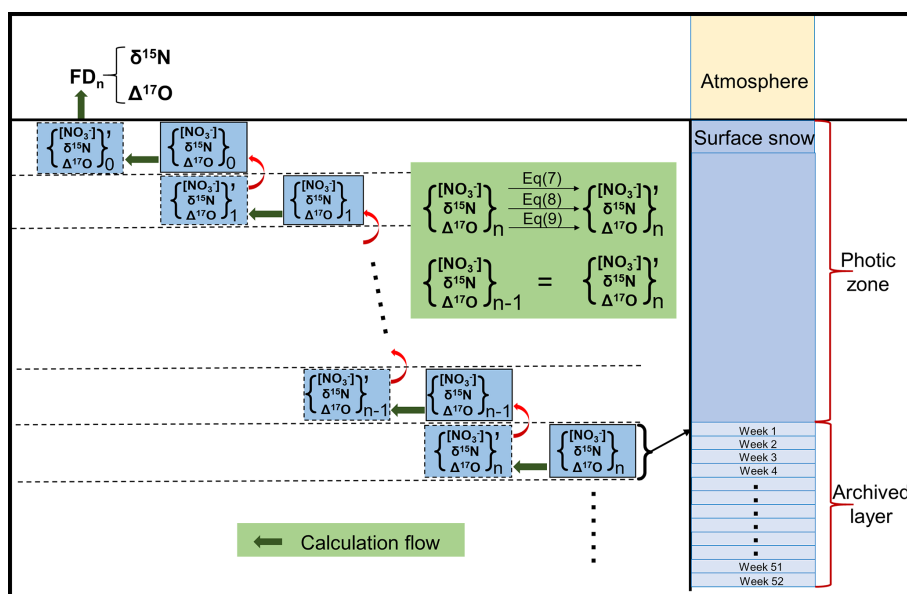 δ¹⁵N
FDₙ
Δ¹⁷O
Atmosphere
[NO₃⁻] [NO₃⁻]
{δ¹⁵N}'₀ {δ¹⁵N}₀
Δ¹⁷O Δ¹⁷O
Surface snow
[NO₃⁻] [NO₃⁻]
{δ¹⁵N}'₁ {δ¹⁵N}₁
Δ¹⁷O Δ¹⁷O
[NO₃⁻] Eq(7) [NO₃⁻]
{δ¹⁵N}ₙ Eq(8) {δ¹⁵N}'ₙ
Δ¹⁷O Eq(9) Δ¹⁷O
[NO₃⁻] [NO₃⁻]
{δ¹⁵N}ₙ₋₁ = {δ¹⁵N}'ₙ
Δ¹⁷O Δ¹⁷O
Photic
zone
[NO₃⁻] [NO₃⁻]
{δ¹⁵N}'ₙ₋₁ {δ¹⁵N}ₙ₋₁
Δ¹⁷O Δ¹⁷O
[NO₃⁻] [NO₃⁻]
{δ¹⁵N}'ₙ {δ¹⁵N}ₙ
Δ¹⁷O Δ¹⁷O
Week 1
Week 2
Week 3
Week 4
Archived
layer
Week 51
Week 52
Calculation flow